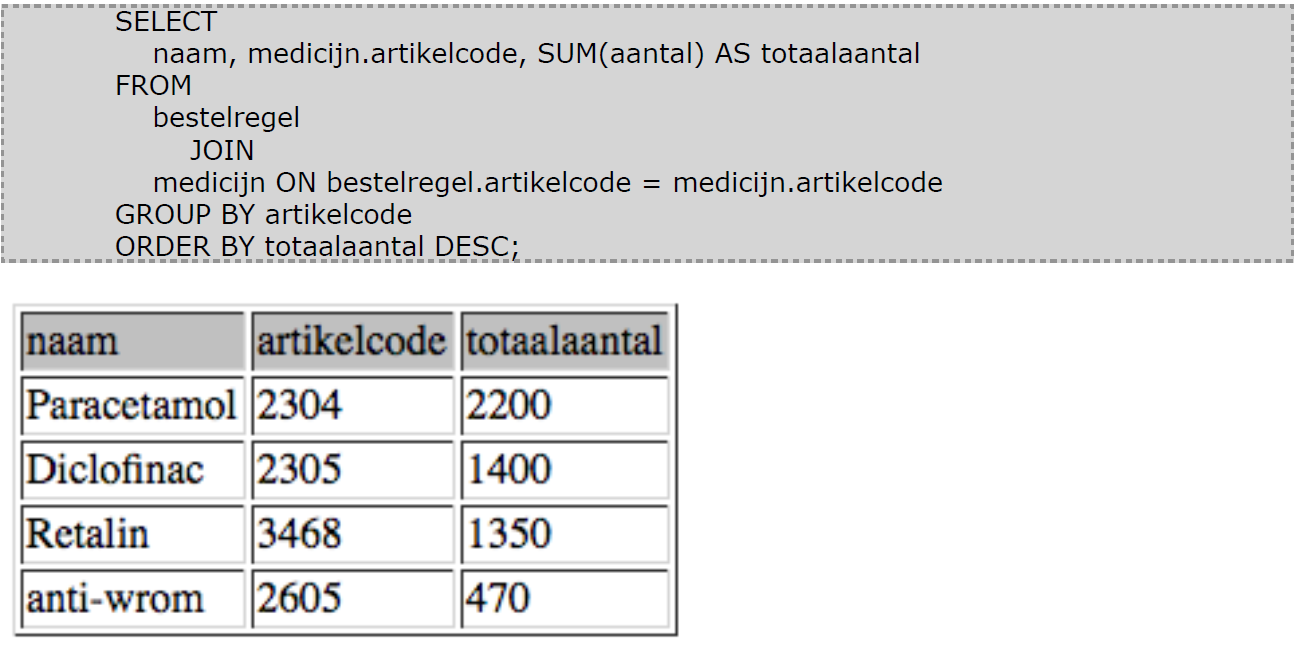 SELECT
naam, medicijn.artikelcode, SUM(aantal) AS totaalaantal
FROM
bestelregel
JOIN
medicijn ON bestelregel.artikelcode = medicijn.artikelcode
GROUP BY artikelcode
ORDER BY totaalaantal DESC;
naam artikelcode totaalaantal
Paracetamol 2304 2200
Diclofinac 2305 1400
Retalin 3468 1350
anti-wrom 2605 470